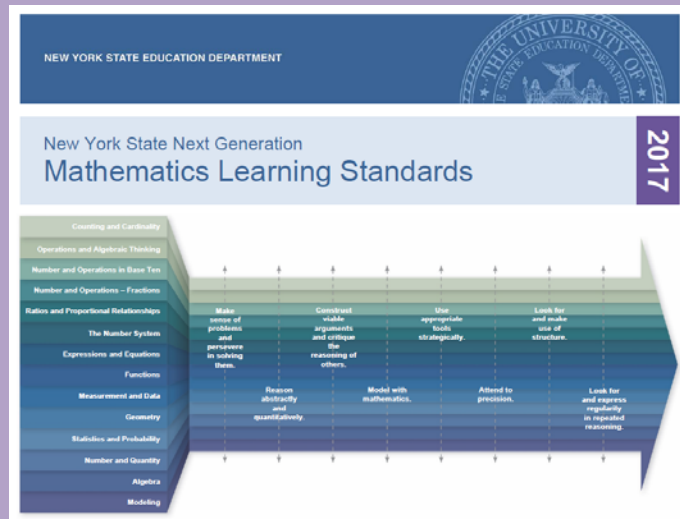 NEW YORK STATE EDUCATION DEPARTMENT
THE UNIVERSITY OF
STATE EDUCATION DEPARTMENT
New York State Next Generation
Mathematics Learning Standards
2017
Counting and Cardinality
Operations and Algebraic Thinking
Number and Operations in Base Ten
Number and Operations – Fractions
Ratios and Proportional Relationships
The Number System
Expressions and Equations
Functions
Measurement and Data
Geometry
Statistics and Probability
Number and Quantity
Algebra
Modeling
Make
sense of
problems
and
persevere
in solving
them.
Reason
abstractly
and
quantitatively.
Construct
viable
arguments
and critique
the
reasoning of
others.
Model with
mathematics.
Use
appropriate
tools
strategically.
Attend to
precision.
Look for
and make
use of
structure.
Look for
and express
regularity
in repeated
reasoning.